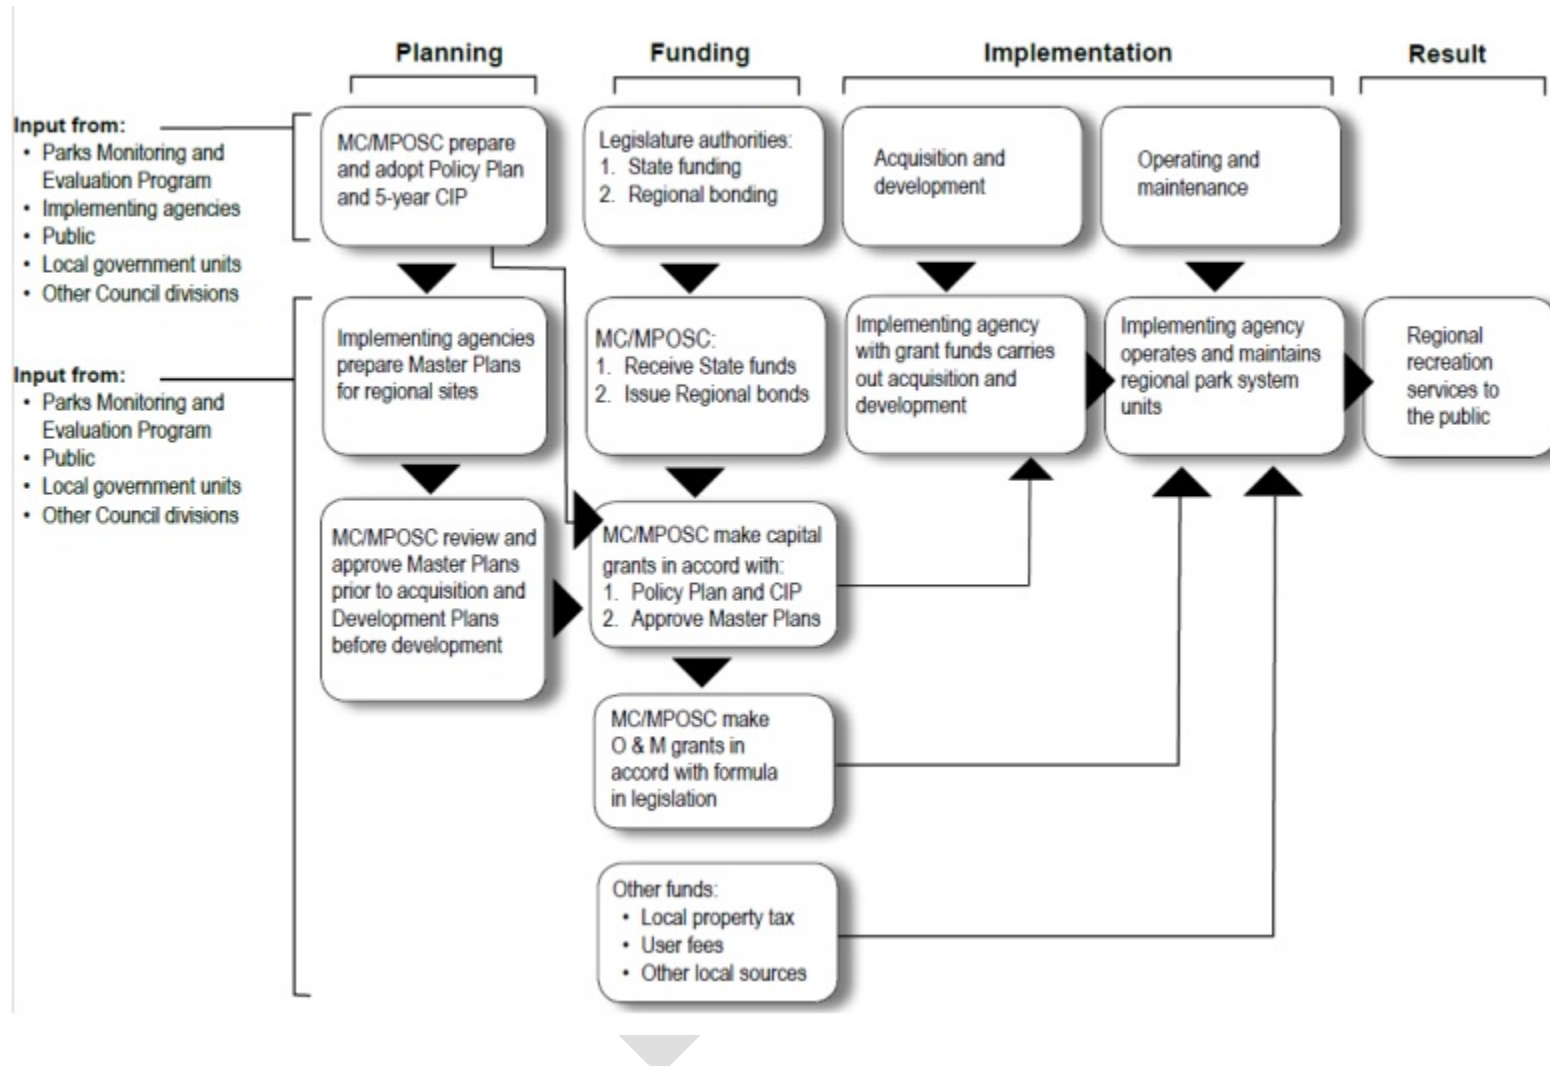 Planning
Funding
Implementation
Result
Input from:
• Parks Monitoring and
Evaluation Program
• Implementing agencies
• Public
• Local government units
• Other Council divisions
Input from:
• Parks Monitoring and
Evaluation Program
• Public
• Local government units
• Other Council divisions
MC/MPOSC prepare
and adopt Policy Plan
and 5-year CIP
Implementing agencies
prepare Master Plans
for regional sites
MC/MPOSC review and
approve Master Plans
prior to acquisition and
Development Plans
before development
Legislature authorities:
1. State funding
2. Regional bonding
MC/MPOSC:
1. Receive State funds
2. Issue Regional bonds
MC/MPOSC make capital
grants in accord with:
1. Policy Plan and CIP
2. Approve Master Plans
MC/MPOSC make
O & M grants in
accord with formula
in legislation
Other funds:
• Local property tax
• User fees
• Other local sources
Acquisition and
development
Implementing agency
with grant funds carries
out acquisition and
development
Operating and
maintenance
Implementing agency
operates and maintains
regional park system
units
Regional
recreation
services to
the public